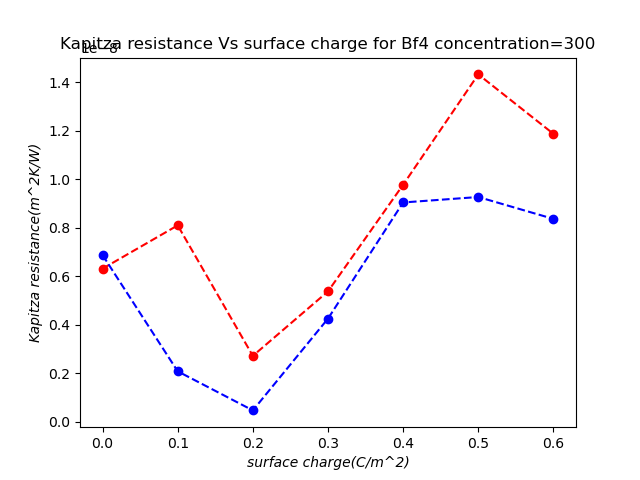 Kapitza resistance Vs surface charge for Bf4 concentration=300
1e−8
1.4
1.2
1.0
0.8
0.6
0.4
0.2
0.0
Kapitza resistance(m^2K/W)
0.0 0.1 0.2 0.3 0.4 0.5 0.6
surface charge(C/m^2)